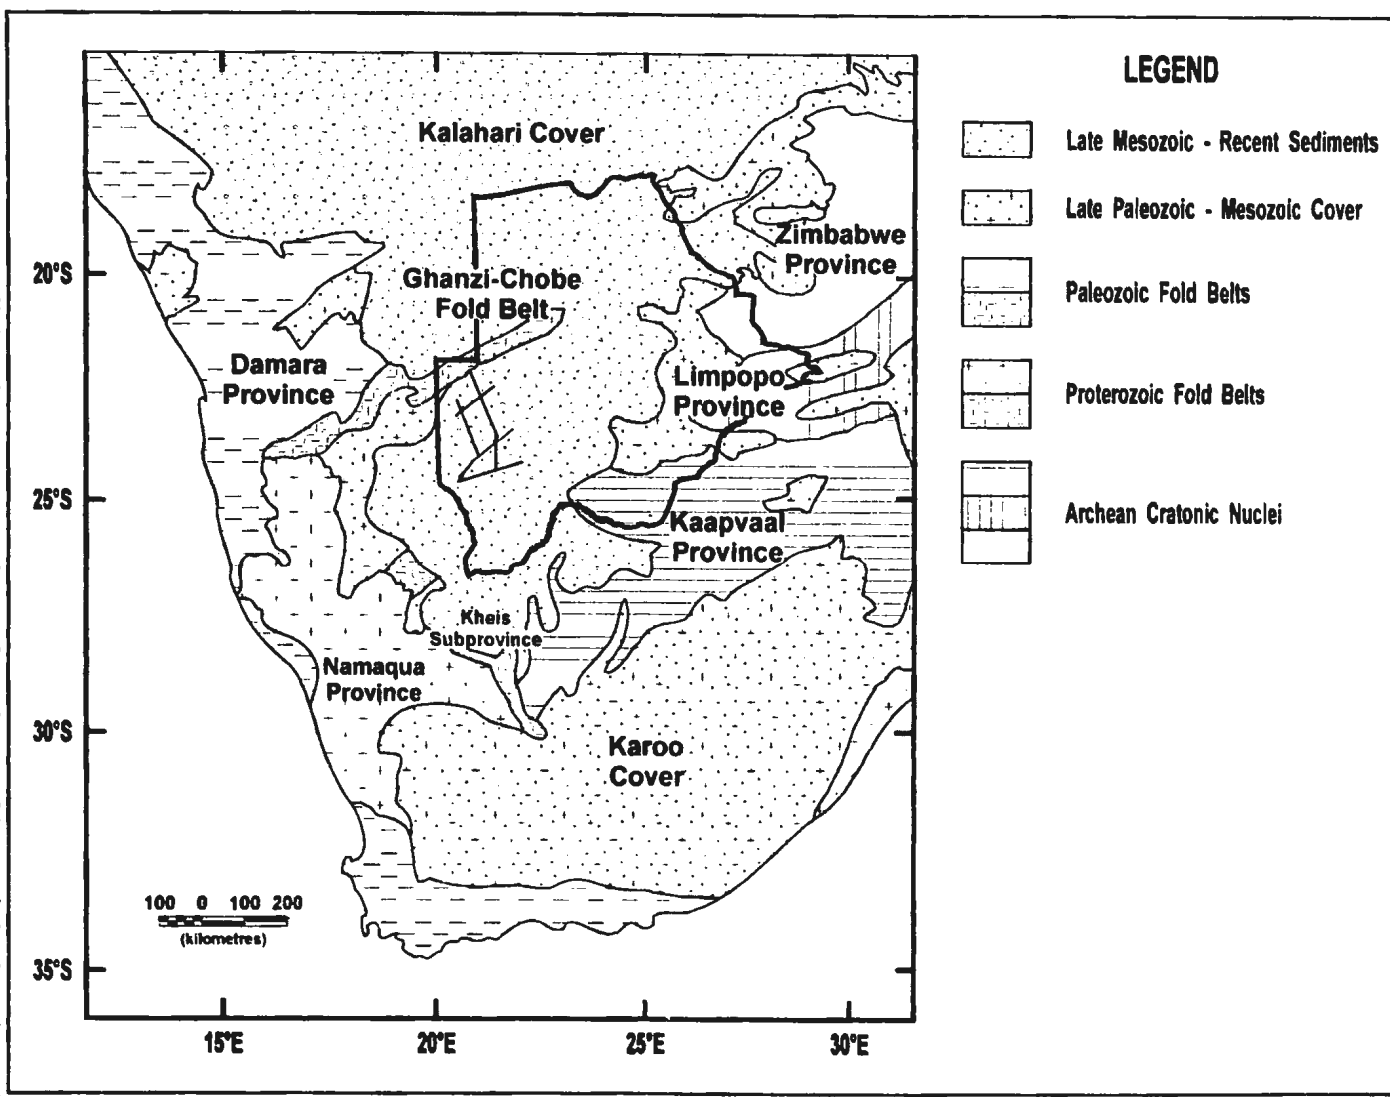 LEGEND
Late Mesozoic - Recent Sediments
Late Paleozoic - Mesozoic Cover
Paleozoic Fold Belts
Proterozoic Fold Belts
Archean Cratonic Nuclei
Kalahari Cover
Zimbabwe
Province
Ghanzi-Chobe
Fold Belt
Damara
Province
Limpopo
Province
Kaapvaal
Province
Kheis
Subprovince
Namaqua
Province
Karoo
Cover
20°S
25°S
30°S
35°S
100 0 100 200
(kilometres)
15°E
20°E
25°E
30°E